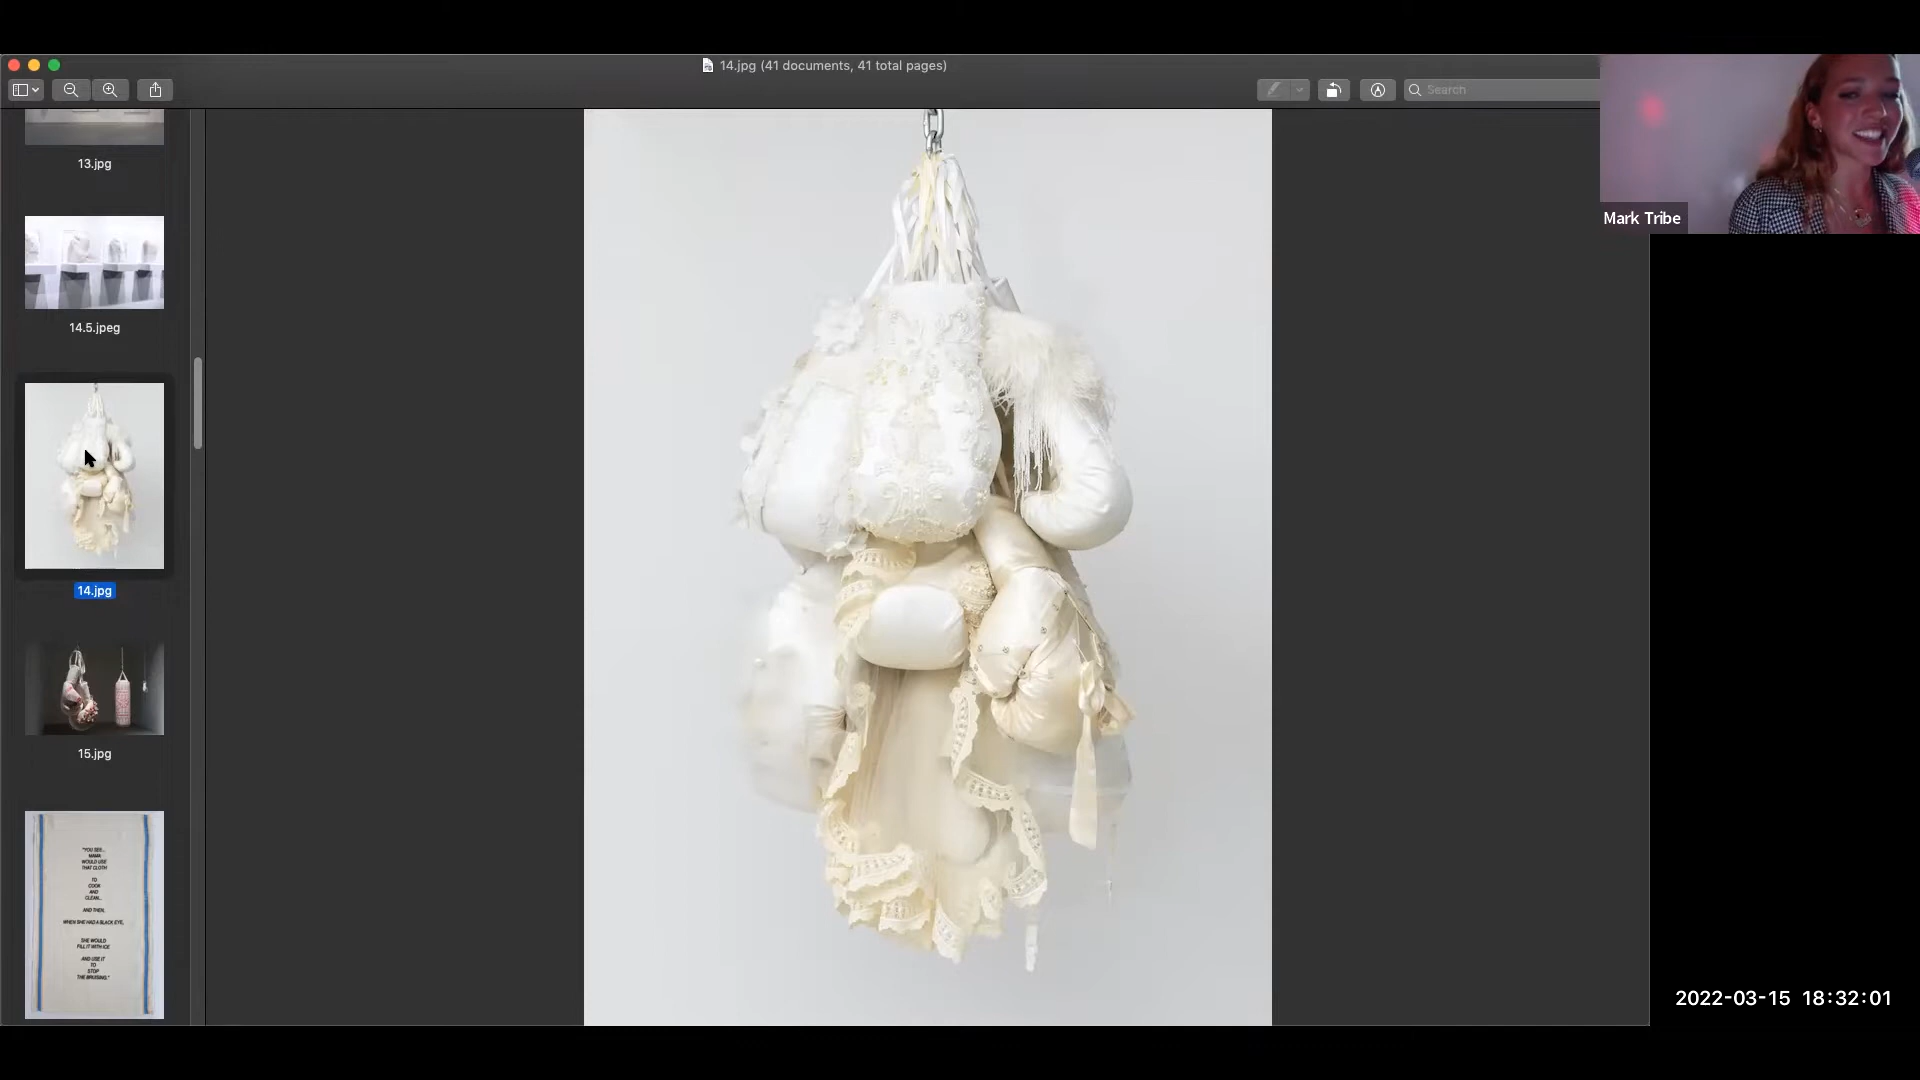 14.jpg (41 documents, 41 total pages)
Search
Mark Tribe
13.jpg
14.5.jpeg
14.jpg
15.jpg
"YOU SEE...
MAMA
WOULD USE
THAT CLOTH
TO
COOK
AND
CLEAN...
AND THEN,
WHEN SHE HAD A BLACK EYE,
SHE WOULD
FILL IT WITH ICE
AND USE IT
TO
STOP
THE BRUISING."
2022-03-15 18:32:01